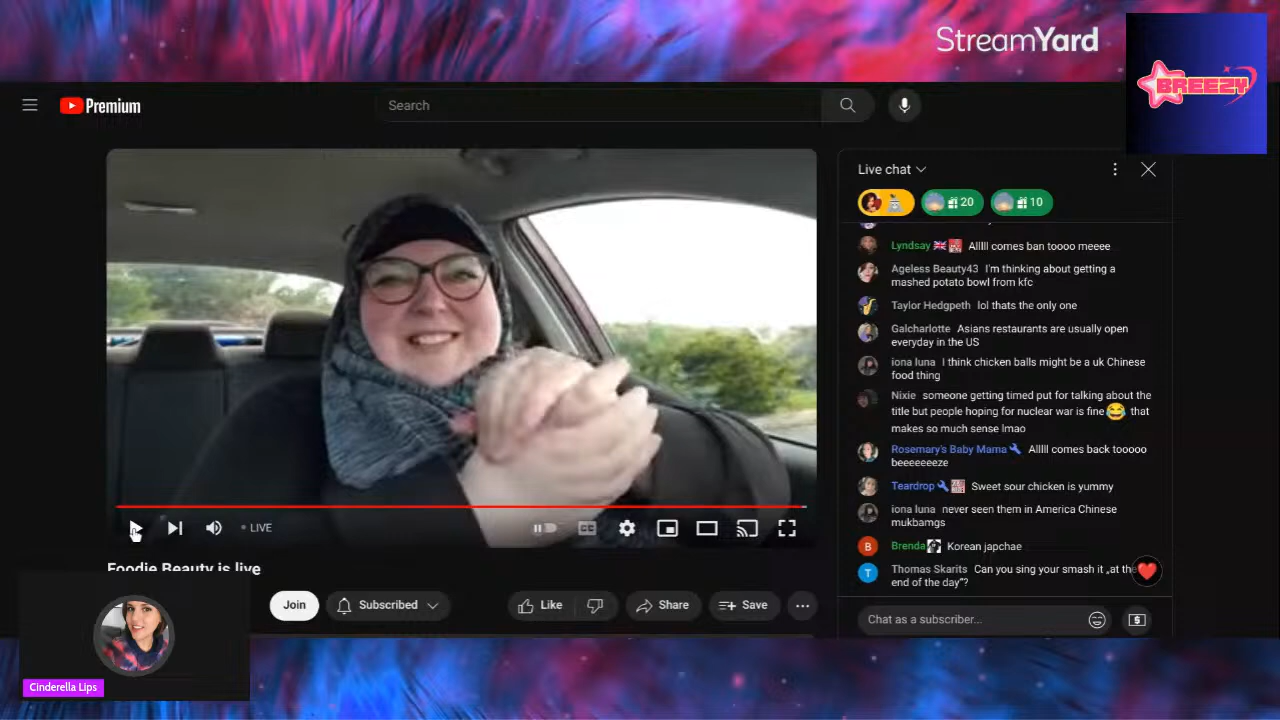 StreamYard
BREEZY
Premium
Search
Live chat
20
10
Lyndsay Alllll comes ban toooo meeee
Ageless Beauty43 I'm thinking about getting a
mashed potato bowl from kfc
Taylor Hedgpeth lol thats the only one
Galcharlotte Asians restaurants are usually open
everyday in the US
iona luna I think chicken balls might be a uk Chinese
food thing
Nixie someone getting timed put for talking about the
title but people hoping for nuclear war is fine that
makes so much sense lmao
Rosemary's Baby Mama Alllll comes back tooooo
beeeeeeeze
Teardrop Sweet sour chicken is yummy
iona luna never seen them in America Chinese
mukbamgs
B Brenda Korean japchae
T Thomas Skarits Can you sing your smash it „at the
end of the day"?
LIVE
CC
Foodie Beauty is live
Join
Subscribed
Like
Share
Save
Chat as a subscriber...
Cinderella Lips